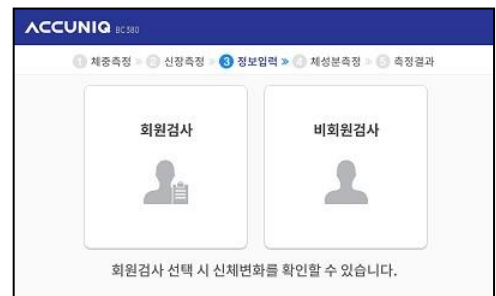 ACCUNIQ BC380
1 체중측정 » 2 신장측정 » 3 정보입력 » 4 체성분측정 » 5 측정결과
회원검사 비회원검사
회원검사 선택 시 신체변화를 확인할 수 있습니다.